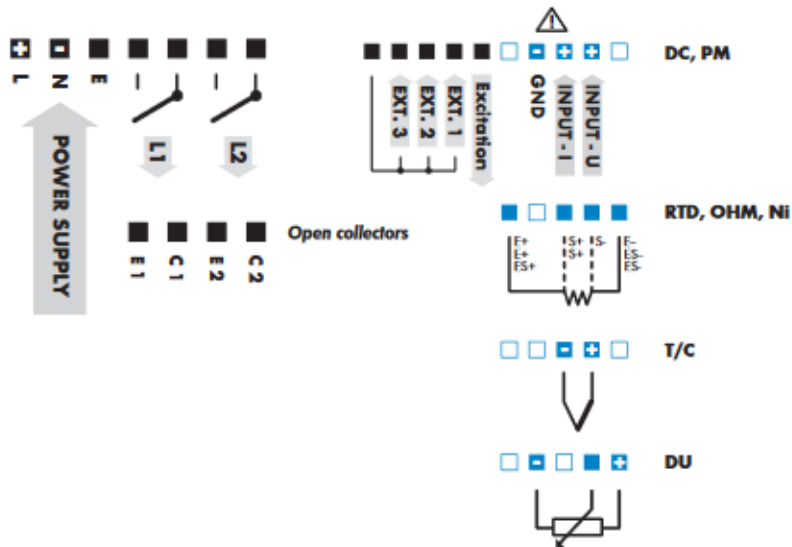 DC, PM
L
N
E
L1
L2
POWER SUPPLY
EXT. 3
EXT. 2
EXT. 1
Excitation
GND
INPUT - I
INPUT - U
E 1
C 1
E 2
C 2
Open collectors
RTD, OHM, Ni
E+
E+
ES+
S+
S+
S-
E-
ES-
ES-
T/C
DU